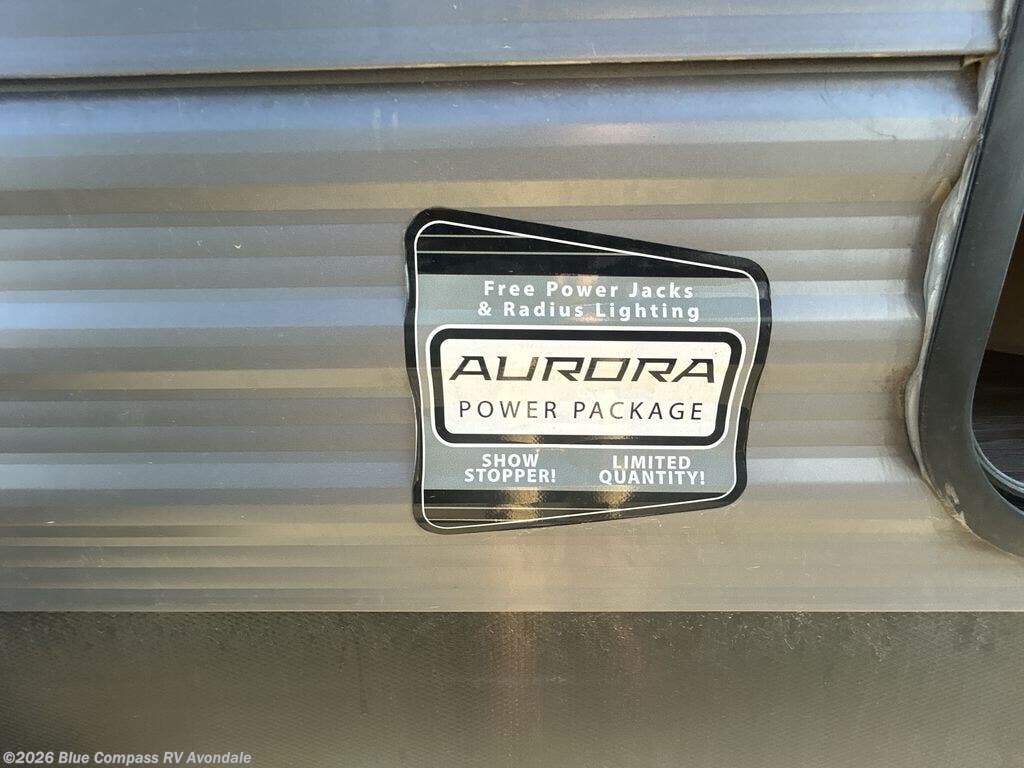 Free Power Jacks
& Radius Lighting
AURORA
POWER PACKAGE
SHOW
STOPPER!
LIMITED
QUANTITY!
©2026 Blue Compass RV Avondale